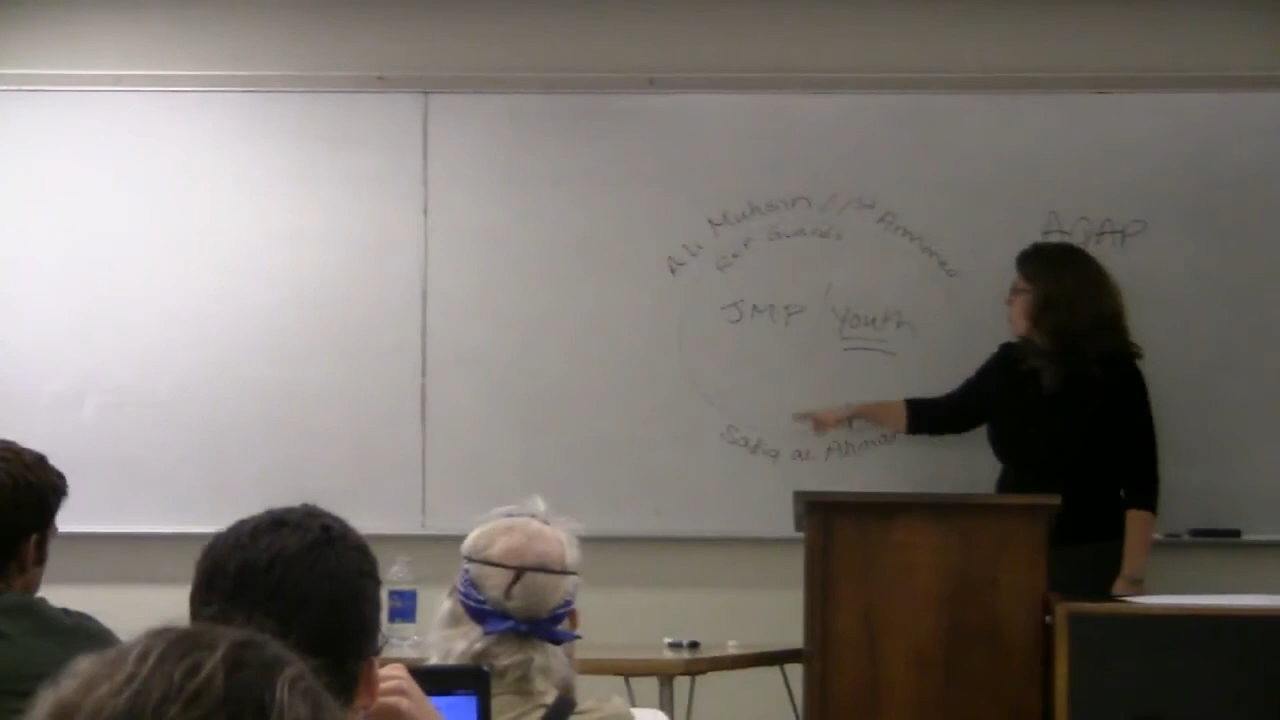 Ali Muhsin //1st Armored
Rep Guards
AQAP
JMP / Youth
Sadiq al Ahmar